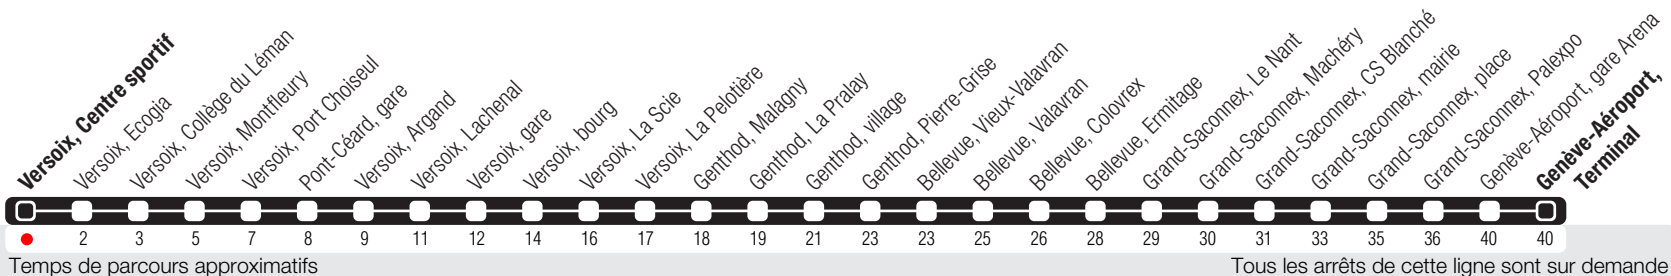 Versoix, Centre sportif
Versoix, Ecogia
Versoix, Collège du Léman
Versoix, Montfleury
Versoix, Port Choiseul
Pont-Céard, gare
Versoix, Argand
Versoix, Lachenal
Versoix, gare
Versoix, bourg
Versoix, La Scie
Versoix, La Pelotière
Genthod, Malagny
Genthod, La Pralay
Genthod, village
Genthod, Pierre-Grise
Bellevue, Vieux-Valavran
Bellevue, Valavran
Bellevue, Colovrex
Bellevue, Ermitage
Grand-Saconnex, Le Nant
Grand-Saconnex, Machéry
Grand-Saconnex, CS Blanché
Grand-Saconnex, mairie
Grand-Saconnex, place
Grand-Saconnex, Palexpo
Genève-Aéroport, gare Arena
Genève-Aéroport,
Terminal
2 3 5 7 8 9 11 12 14 16 17 18 19 21 23 23 25 26 28 29 30 31 33 35 36 40 40
Temps de parcours approximatifs
Tous les arrêts de cette ligne sont sur demande